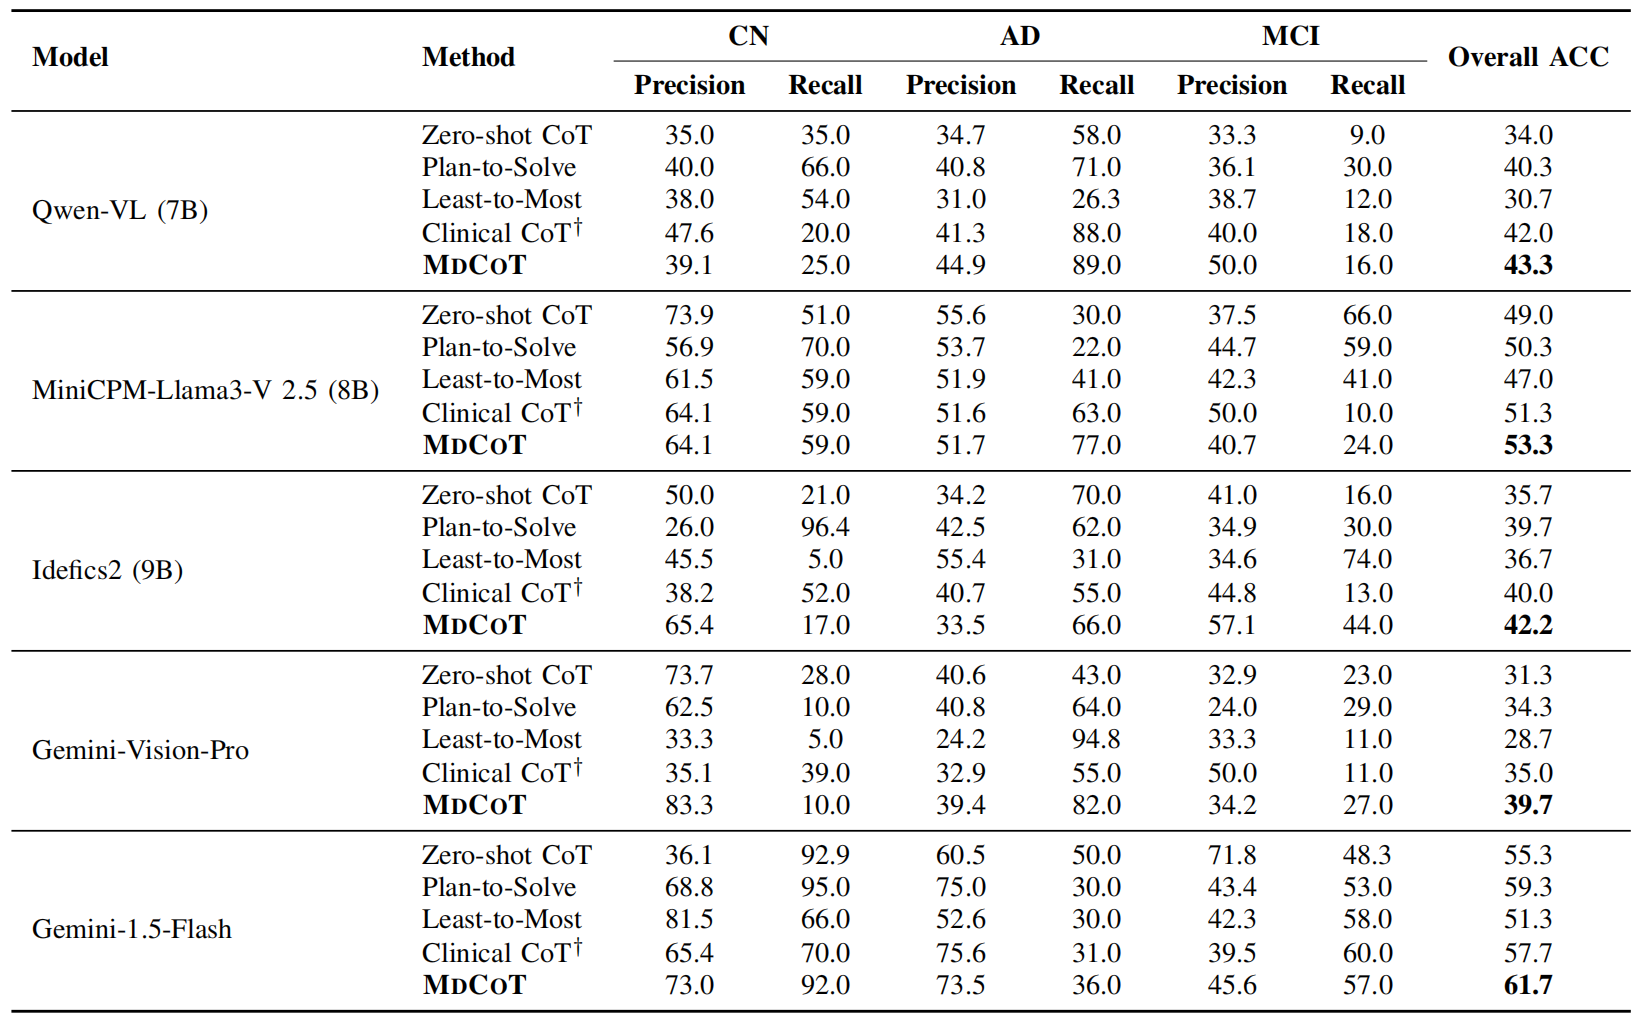 Model Method CN AD MCI Overall ACC
Precision Recall Precision Recall Precision Recall
Qwen-VL (7B)
Zero-shot CoT 35.0 35.0 34.7 58.0 33.3 9.0 34.0
Plan-to-Solve 40.0 66.0 40.8 71.0 36.1 30.0 40.3
Least-to-Most 38.0 54.0 31.0 26.3 38.7 12.0 30.7
Clinical CoT† 47.6 20.0 41.3 88.0 40.0 18.0 42.0
MDCOT 39.1 25.0 44.9 89.0 50.0 16.0 43.3
MiniCPM-Llama3-V 2.5 (8B)
Zero-shot CoT 73.9 51.0 55.6 30.0 37.5 66.0 49.0
Plan-to-Solve 56.9 70.0 53.7 22.0 44.7 59.0 50.3
Least-to-Most 61.5 59.0 51.9 41.0 42.3 41.0 47.0
Clinical CoT† 64.1 59.0 51.6 63.0 50.0 10.0 51.3
MDCOT 64.1 59.0 51.7 77.0 40.7 24.0 53.3
Idefics2 (9B)
Zero-shot CoT 50.0 21.0 34.2 70.0 41.0 16.0 35.7
Plan-to-Solve 26.0 96.4 42.5 62.0 34.9 30.0 39.7
Least-to-Most 45.5 5.0 55.4 31.0 34.6 74.0 36.7
Clinical CoT† 38.2 52.0 40.7 55.0 44.8 13.0 40.0
MDCOT 65.4 17.0 33.5 66.0 57.1 44.0 42.2
Gemini-Vision-Pro
Zero-shot CoT 73.7 28.0 40.6 43.0 32.9 23.0 31.3
Plan-to-Solve 62.5 10.0 40.8 64.0 24.0 29.0 34.3
Least-to-Most 33.3 5.0 24.2 94.8 33.3 11.0 28.7
Clinical CoT† 35.1 39.0 32.9 55.0 50.0 11.0 35.0
MDCOT 83.3 10.0 39.4 82.0 34.2 27.0 39.7
Gemini-1.5-Flash
Zero-shot CoT 36.1 92.9 60.5 50.0 71.8 48.3 55.3
Plan-to-Solve 68.8 95.0 75.0 30.0 43.4 53.0 59.3
Least-to-Most 81.5 66.0 52.6 30.0 42.3 58.0 51.3
Clinical CoT† 65.4 70.0 75.6 31.0 39.5 60.0 57.7
MDCOT 73.0 92.0 73.5 36.0 45.6 57.0 61.7